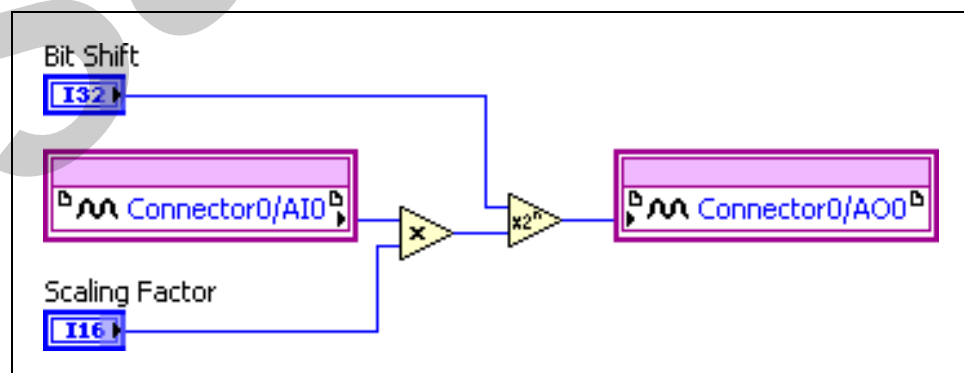 Bit Shift
I32
Connector0/AI0
x
x2ⁿ
Connector0/AO0
Scaling Factor
I16